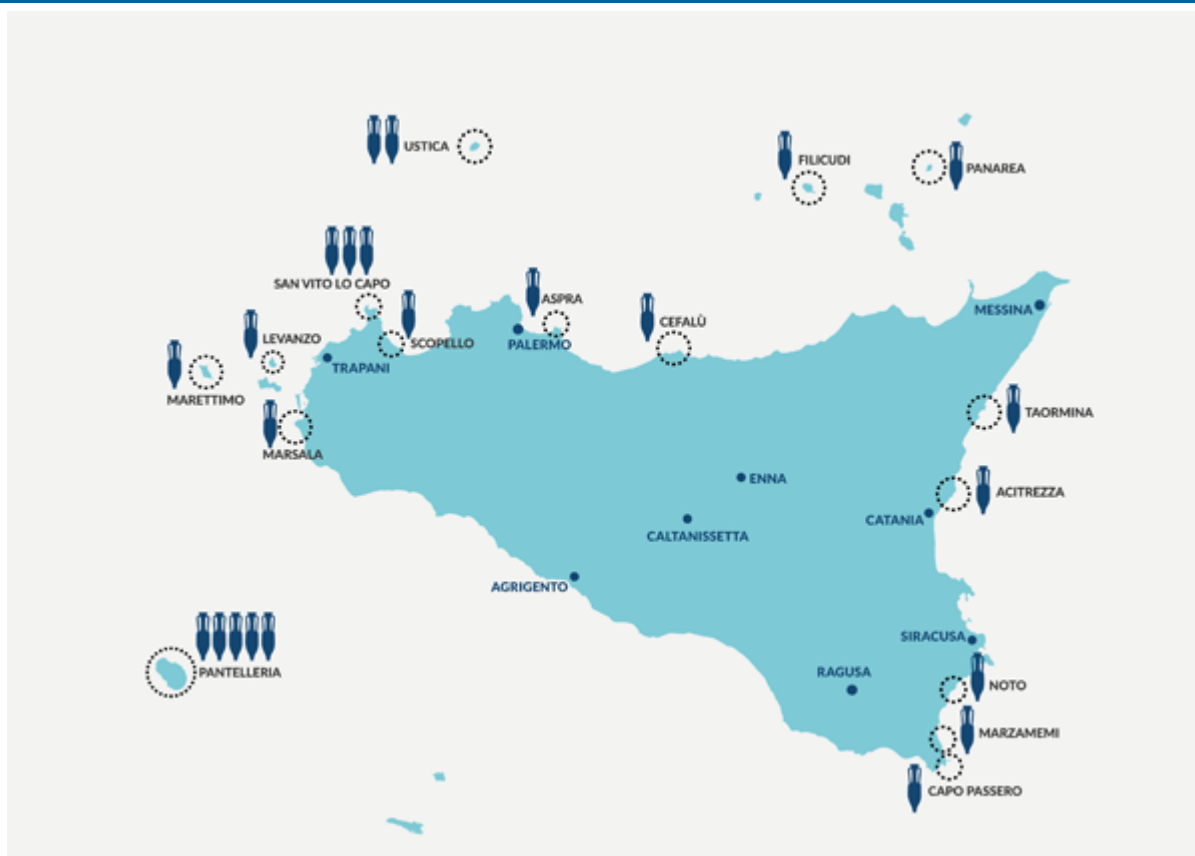 USTICA
FILICUDI
PANAREA
SAN VITO LO CAPO
ASPRA
MESSINA
CEFALÙ
LEVANZO
SCOPELLO
PALERMO
TRAPANI
MARETTIMO
TAORMINA
MARSALA
ENNA
ACITREZZA
CATANIA
CALTANISSETTA
AGRIGENTO
SIRACUSA
PANTELLERIA
RAGUSA
NOTO
MARZAMEMI
CAPO PASSERO